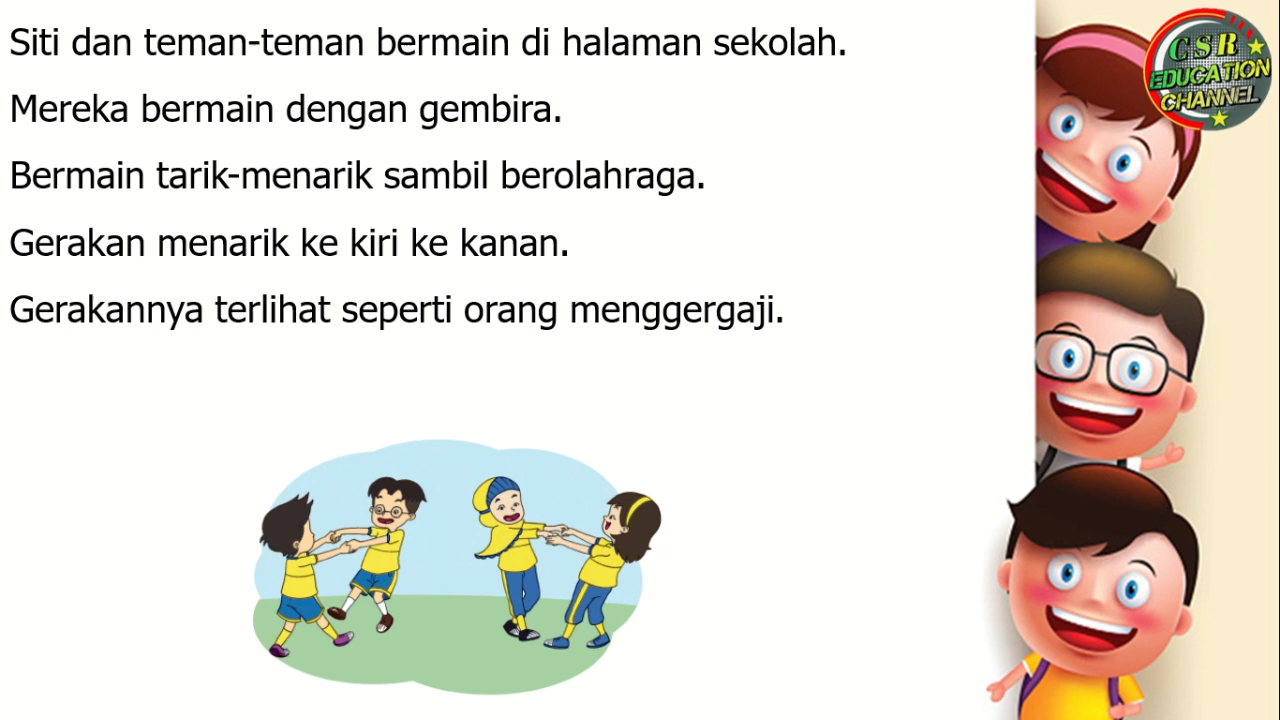 Siti dan teman-teman bermain di halaman sekolah.
Mereka bermain dengan gembira.
Bermain tarik-menarik sambil berolahraga.
Gerakan menarik ke kiri ke kanan.
Gerakannya terlihat seperti orang menggergaji.
CSR
EDUCATION
CHANNEL